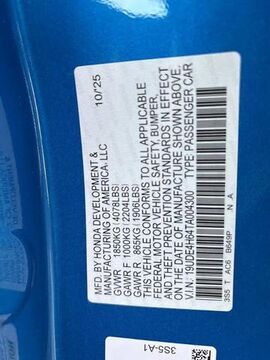 MFD. BY HONDA DEVELOPMENT & 10/25
MANUFACTURING OF AMERICA, LLC
GVWR 1850KG (4078LBS)
GAWR F 1000KG (2204LBS)
GAWR R 865KG (1906LBS)
THIS VEHICLE CONFORMS TO ALL APPLICABLE
FEDERAL MOTOR VEHICLE SAFETY, BUMPER,
THEFT PREVENTION STANDARDS IN EFFECT
ON THE DATE OF MANUFACTURE SHOWN ABOVE.
V.I.N. 19UDE4H64TA004300 TYPE: PASSENGER CAR
N A
3S5 T AC6 B649P
3S5-A1